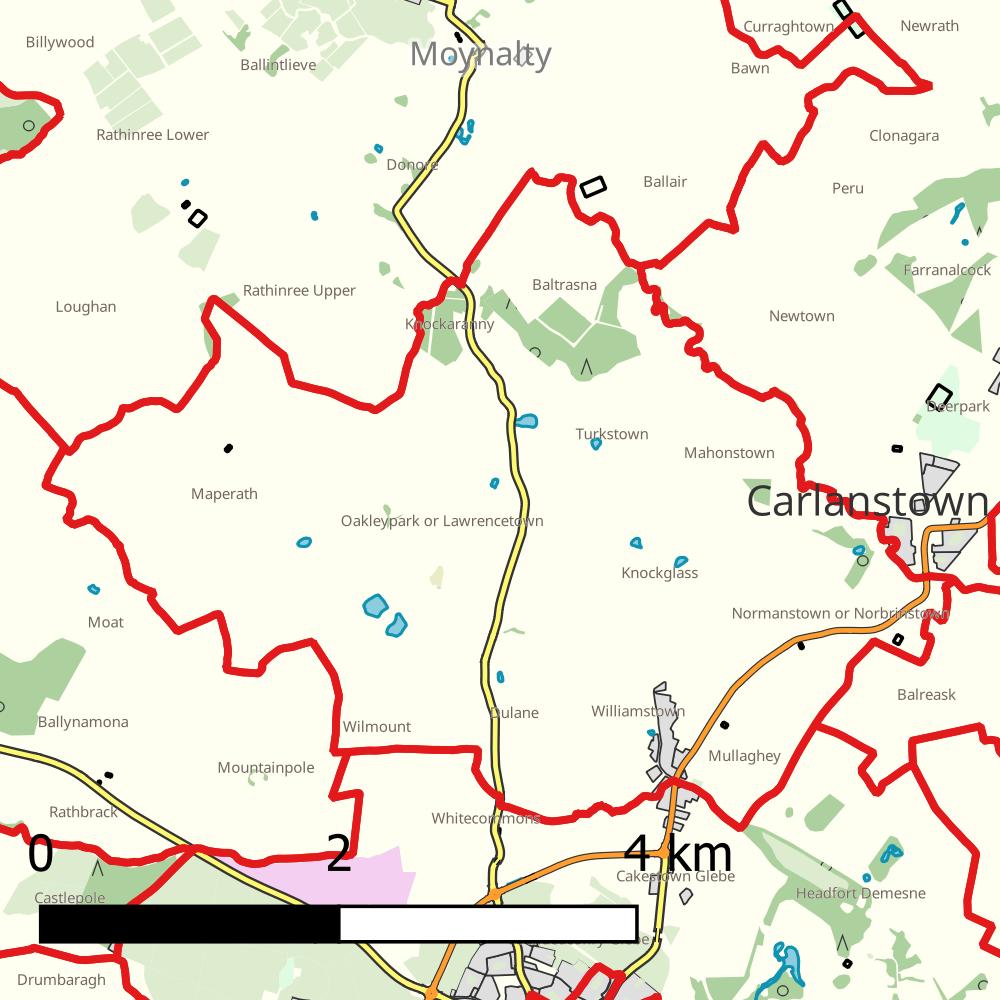 Curraghtown
Newrath
Billywood
Moynalty
Ballintlieve
Bawn
Rathinree Lower
Clonagara
Donore
Ballair
Peru
Farranalcock
Baltrasna
Rathinree Upper
Loughan
Newtown
Knockaranny
Deerpark
Turkstown
Mahonstown
Maperath
Carlanstown
Oakleypark or Lawrencetown
Knockglass
Moat
Normanstown or Norbrinstown
Balreask
Dulane
Williamstown
Ballynamona
Wilmount
Mullaghey
Mountainpole
Rathbrack
Whitecommons
0 2 4 km
Cakestown Glebe
Castlepole
Headfort Demesne
Glebe
Drumbaragh